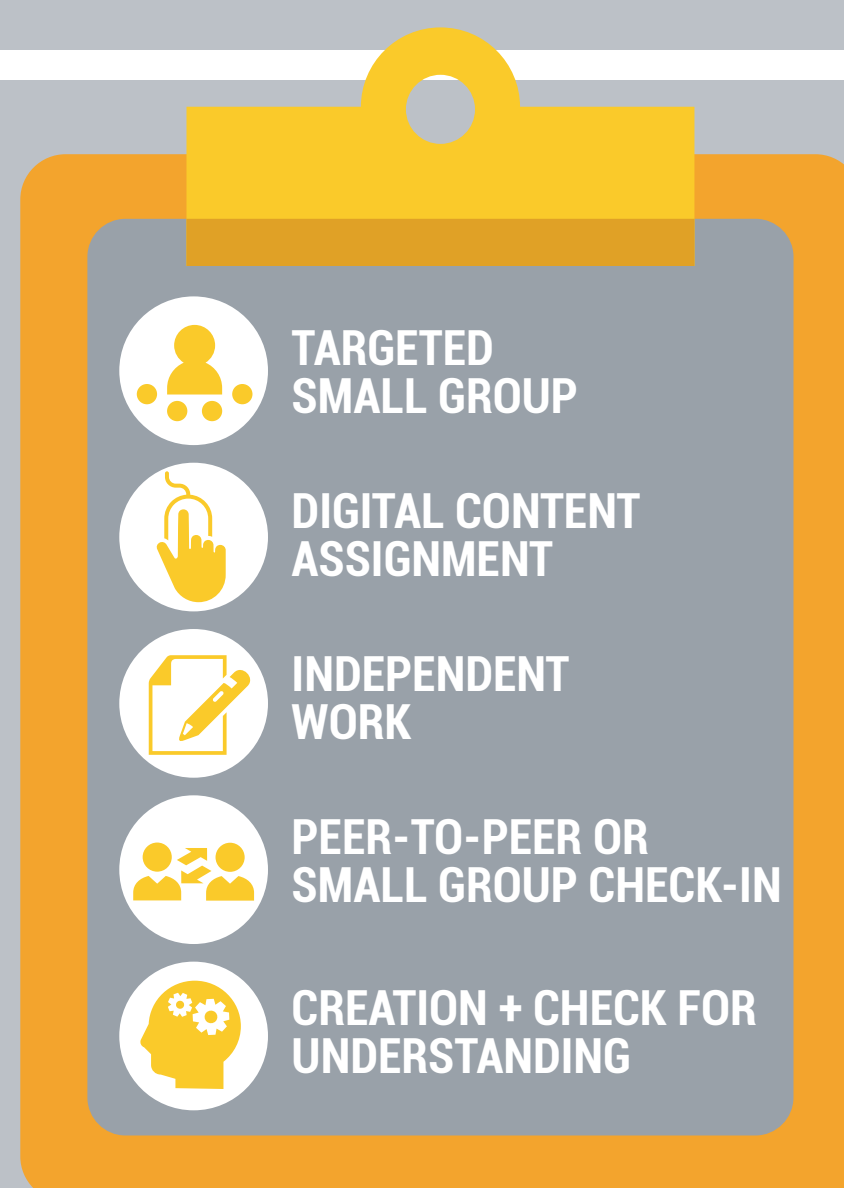 TARGETED
SMALL GROUP
DIGITAL CONTENT
ASSIGNMENT
INDEPENDENT
WORK
PEER-TO-PEER OR
SMALL GROUP CHECK-IN
CREATION + CHECK FOR
UNDERSTANDING